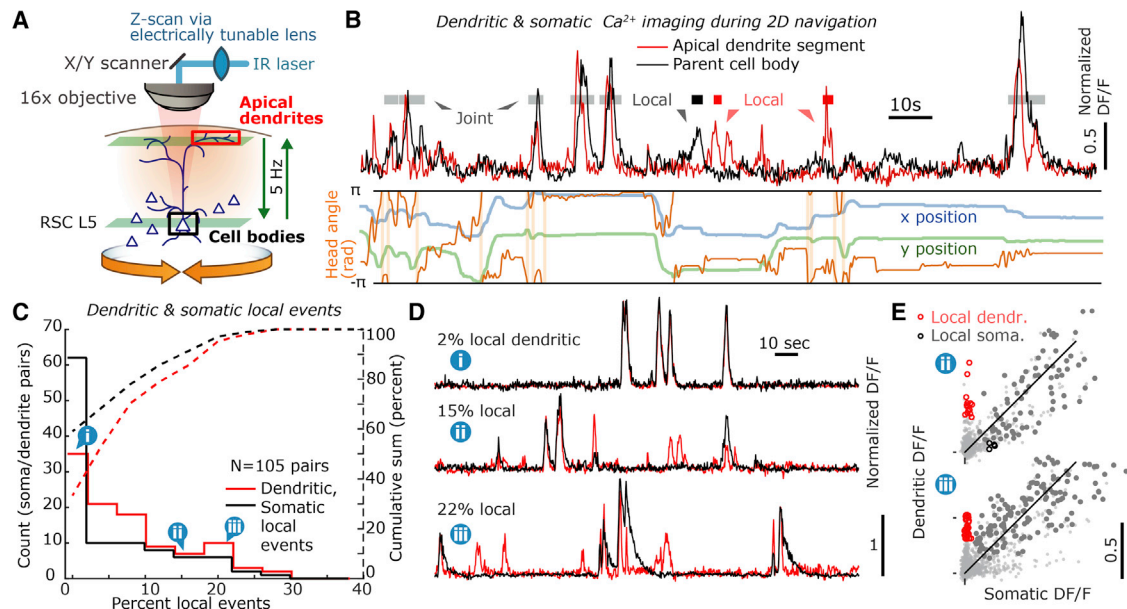 A
Z-scan via
electrically tunable lens
X/Y scanner
IR laser
16x objective
Apical
dendrites
5 Hz
RSC L5
Cell bodies
B
Dendritic & somatic Ca²⁺ imaging during 2D navigation
Apical dendrite segment
Parent cell body
Joint
Local
Local
10s
Normalized
DF/F
0.5
π
-π
Head angle
(rad)
x position
y position
C
Dendritic & somatic local events
70
60
50
40
30
20
10
0
Count (soma/dendrite pairs)
100
80
60
40
20
0
Cumulative sum (percent)
i
ii
iii
N=105 pairs
Dendritic,
Somatic
local
events
0
10
20
30
40
Percent local events
D
10 sec
2% local dendritic
i
15% local
ii
22% local
iii
Normalized DF/F
1
E
Local dendr.
Local soma.
ii
iii
Dendritic DF/F
0.5
Somatic DF/F